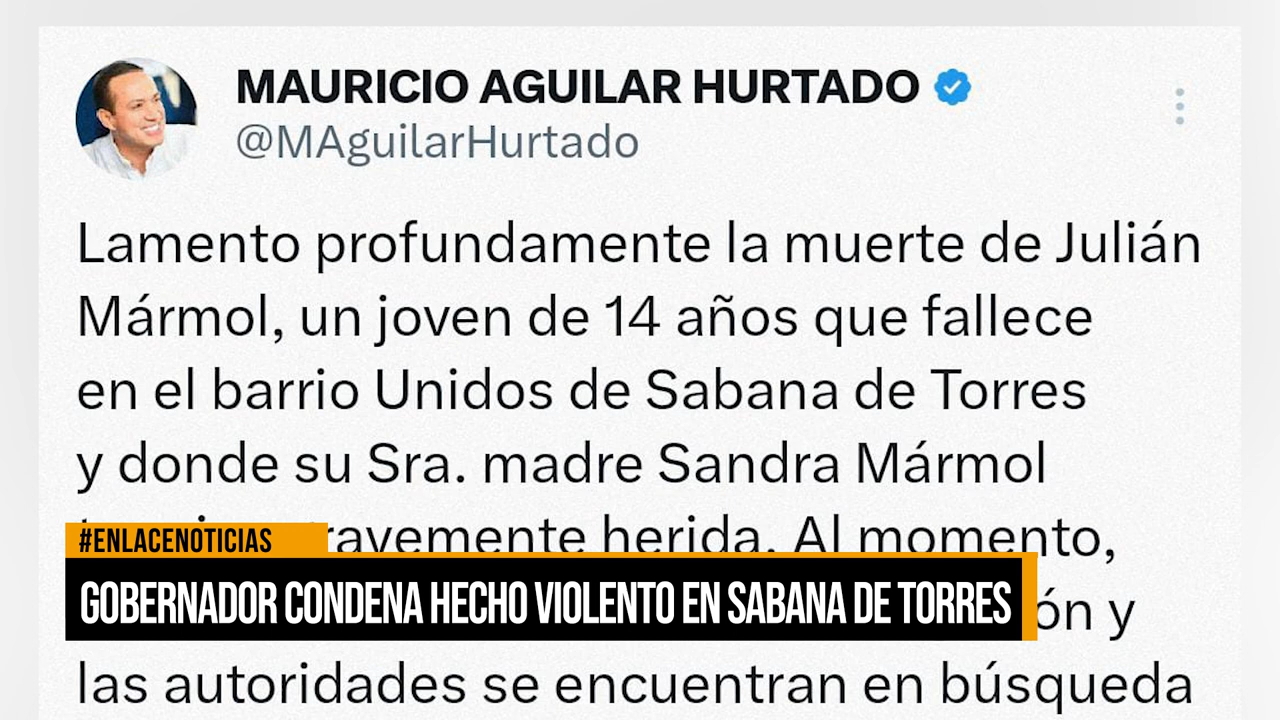 MAURICIO AGUILAR HURTADO
@MAguilarHurtado
Lamento profundamente la muerte de Julián
Mármol, un joven de 14 años que fallece
en el barrio Unidos de Sabana de Torres
y donde su Sra. madre Sandra Mármol
herida. Al momento,
#ENLACENOTICIAS
GOBERNADOR CONDENA HECHO VIOLENTO EN SABANA DE TORRES
y
las autoridades se encuentran en búsqueda